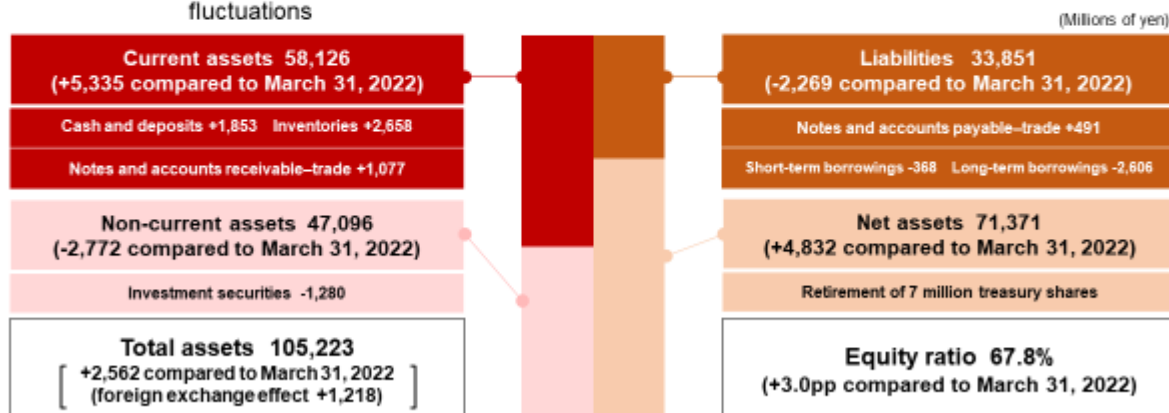 fluctuations
(Millions of yen)
Current assets 58,126
(+5,335 compared to March 31, 2022)
Cash and deposits +1,853 Inventories +2,658
Notes and accounts receivable–trade +1,077
Non-current assets 47,096
(-2,772 compared to March 31, 2022)
Investment securities -1,280
Total assets 105,223
+2,562 compared to March 31, 2022
(foreign exchange effect +1,218)
Liabilities 33,851
(-2,269 compared to March 31, 2022)
Notes and accounts payable–trade +491
Short-term borrowings -368 Long-term borrowings -2,606
Net assets 71,371
(+4,832 compared to March 31, 2022)
Retirement of 7 million treasury shares
Equity ratio 67.8%
(+3.0pp compared to March 31, 2022)